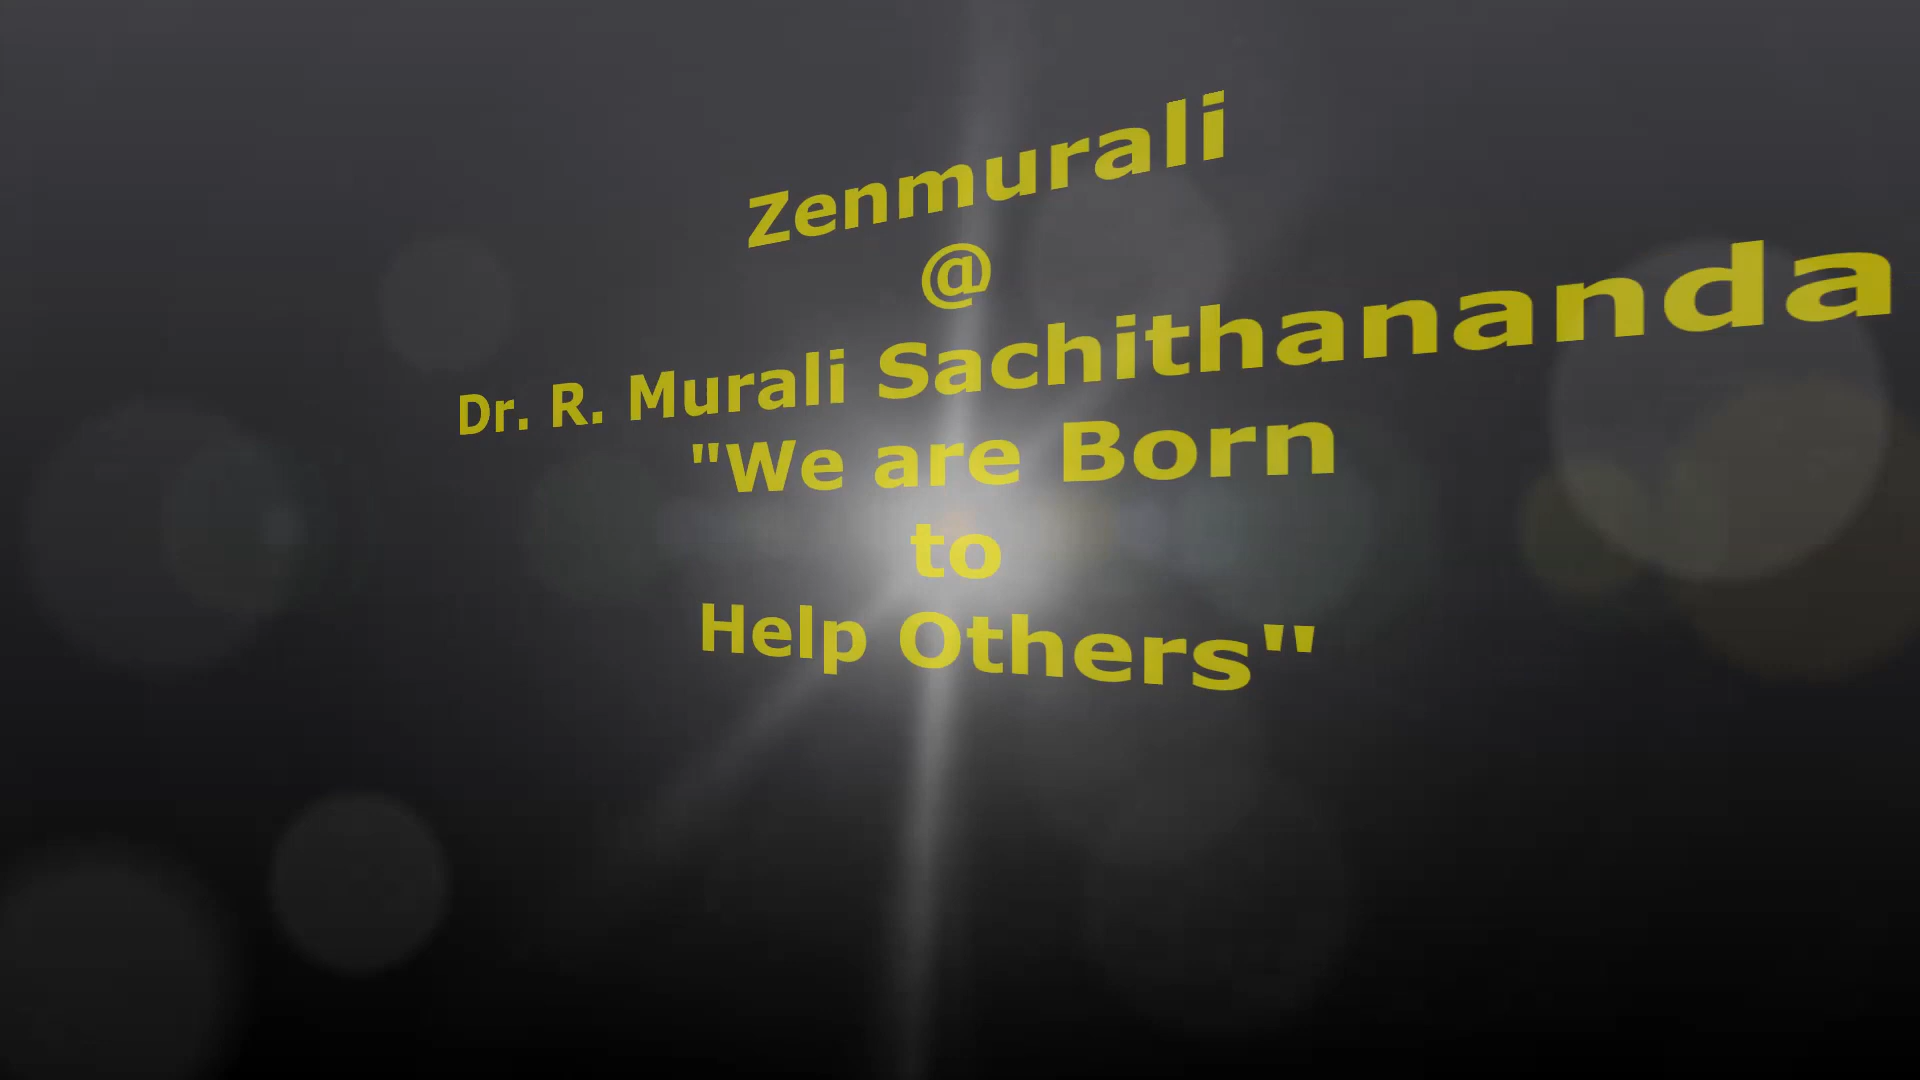 Zenmurali
@
Dr. R. Murali Sachithananda
"We are Born
to
Help Others"